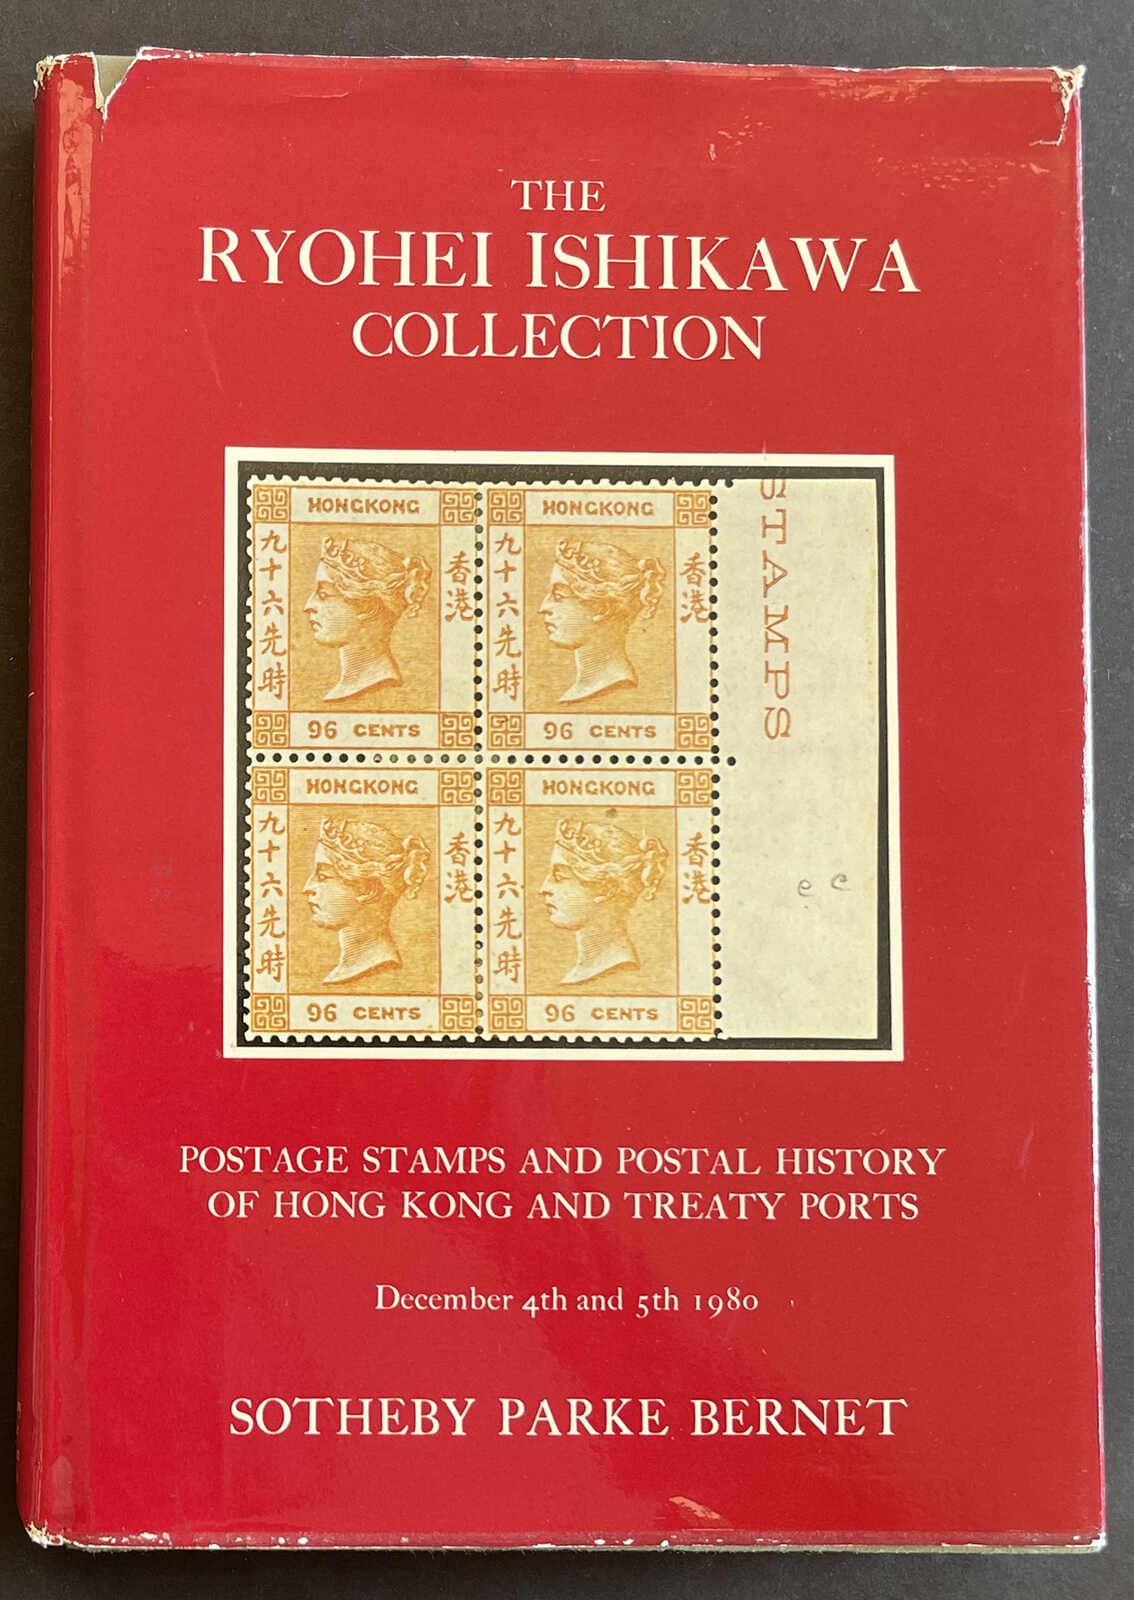 THE
RYOHEI ISHIKAWA
COLLECTION
HONGKONG
九十六先時
香港
96 CENTS
HONGKONG
九十六先時
香港
96 CENTS
STAMPS
HONGKONG
九十六先時
香港
96 CENTS
HONGKONG
九十六先時
香港
96 CENTS
e c
POSTAGE STAMPS AND POSTAL HISTORY
OF HONG KONG AND TREATY PORTS
December 4th and 5th 1980
SOTHEBY PARKE BERNET